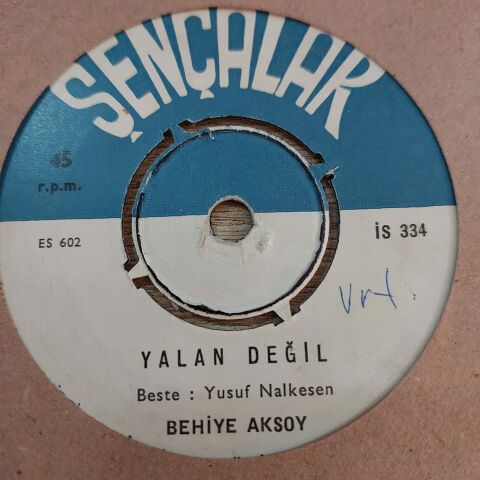 ŞENÇALAR
45
r.p.m.
ES 602
İS 334
YALAN DEĞİL
Beste : Yusuf Nalkesen
BEHİYE AKSOY